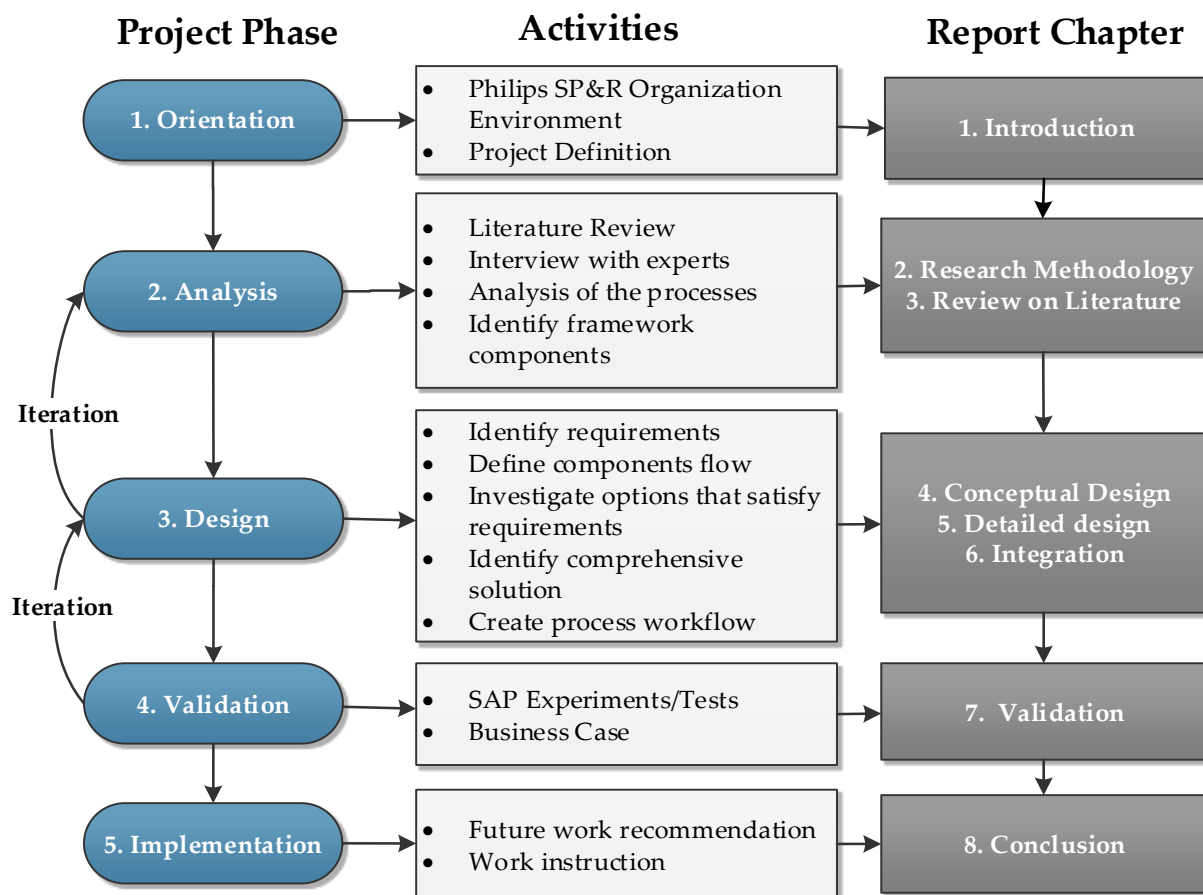 Project Phase
Activities
Report Chapter
1. Orientation
• Philips SP&R Organization
Environment
• Project Definition
1. Introduction
2. Analysis
• Literature Review
• Interview with experts
• Analysis of the processes
• Identify framework
components
2. Research Methodology
3. Review on Literature
Iteration
3. Design
• Identify requirements
• Define components flow
• Investigate options that satisfy
requirements
• Identify comprehensive
solution
• Create process workflow
4. Conceptual Design
5. Detailed design
6. Integration
Iteration
4. Validation
• SAP Experiments/Tests
• Business Case
7. Validation
5. Implementation
• Future work recommendation
• Work instruction
8. Conclusion